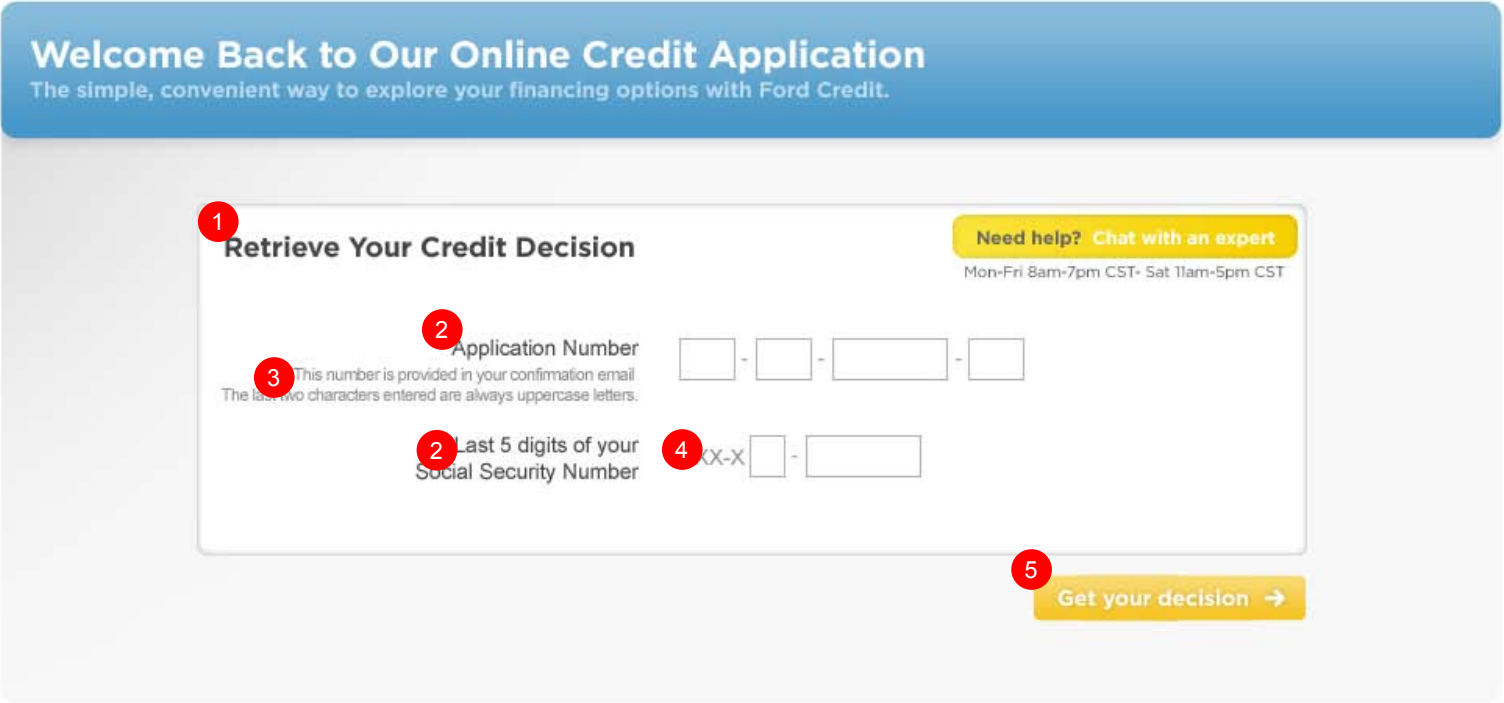 Welcome Back to Our Online Credit Application
The simple, convenient way to explore your financing options with Ford Credit.
1
Retrieve Your Credit Decision
Need help? Chat with an expert
Mon-Fri 8am-7pm CST- Sat 11am-5pm CST
2
Application Number
- - -
3
This number is provided in your confirmation email
The last two characters entered are always uppercase letters.
2
Last 5 digits of your
Social Security Number
4
XX-X -
5
Get your decision →